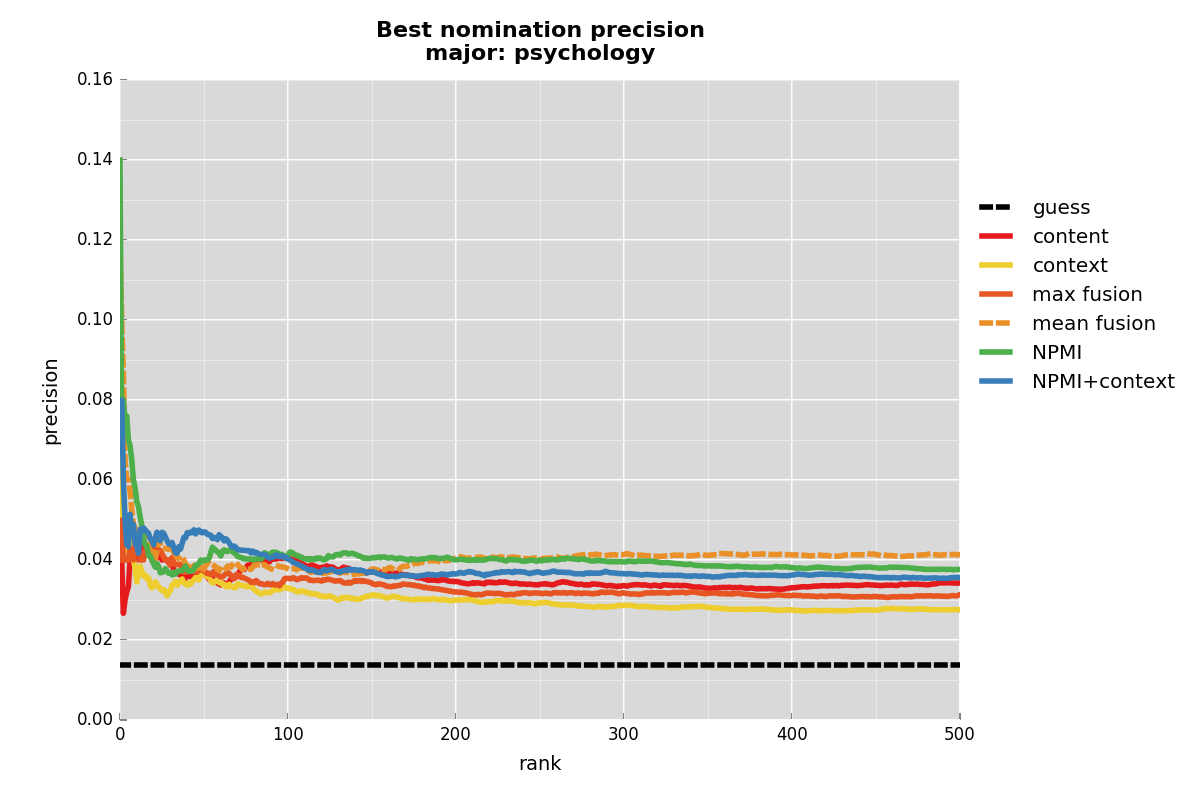 Best nomination precision
major: psychology
0.16
0.14
0.12
0.10
0.08
0.06
0.04
0.02
0.00
precision
0
100
200
300
400
500
rank
guess
content
context
max fusion
mean fusion
NPMI
NPMI+context